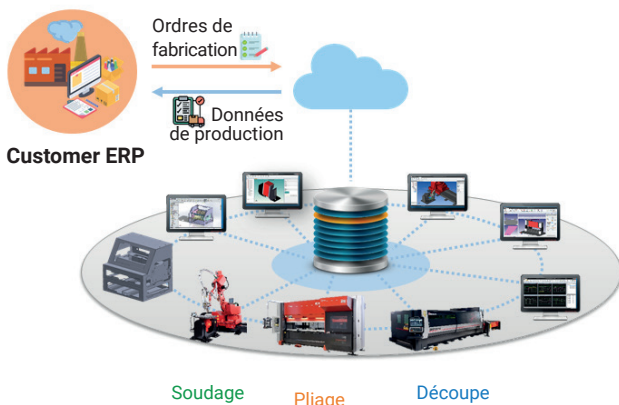 Ordres de
fabrication
Données
de production
Customer ERP
Soudage
Pliage
Découpe